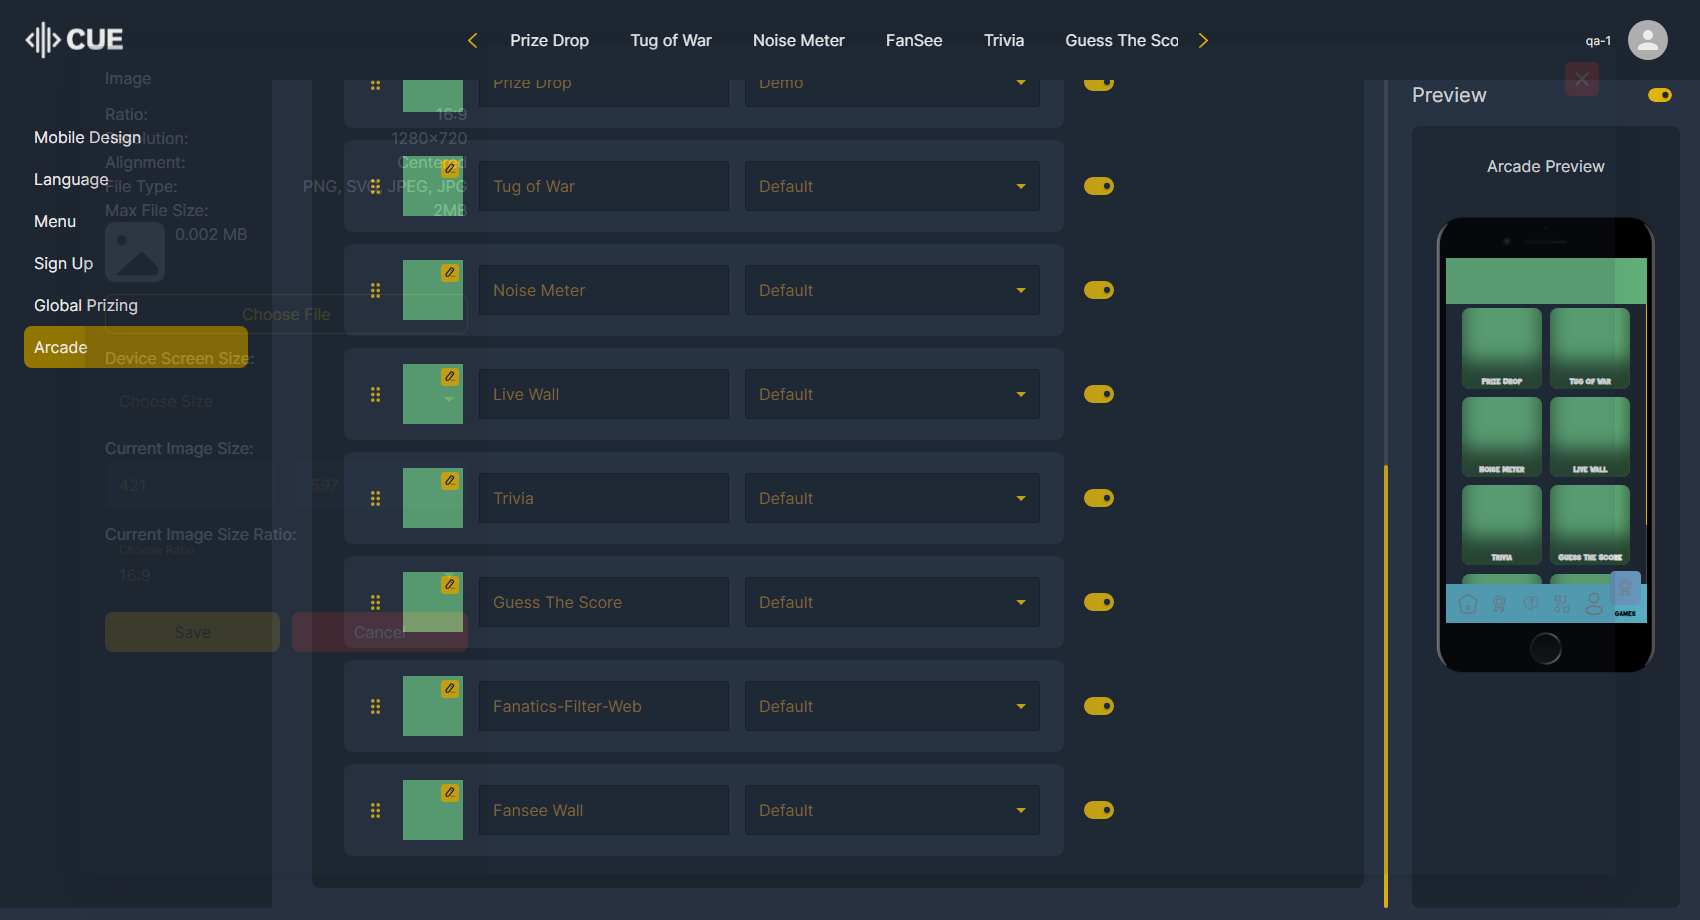 CUE
Prize Drop
Tug of War
Noise Meter
FanSee
Trivia
Guess The Sco
qa-1
Mobile Design
Language
Menu
Sign Up
Global Prizing
Arcade
Image
Ratio:
16:9
Resolution:
1280×720
Alignment:
Centered
File Type:
PNG, SVG, JPEG, JPG
Max File Size:
2MB
0.002 MB
Choose File
Device Screen Size:
Choose Size
Current Image Size:
421
597
Current Image Size Ratio:
Choose Ratio
16:9
Save
Cancel
Prize Drop
Demo
Tug of War
Default
Noise Meter
Default
Live Wall
Default
Trivia
Default
Guess The Score
Default
Fanatics-Filter-Web
Default
Fansee Wall
Default
Preview
Arcade Preview
Prize Drop
Tug of War
Noise Meter
Live Wall
Trivia
Guess The Score
GAMES